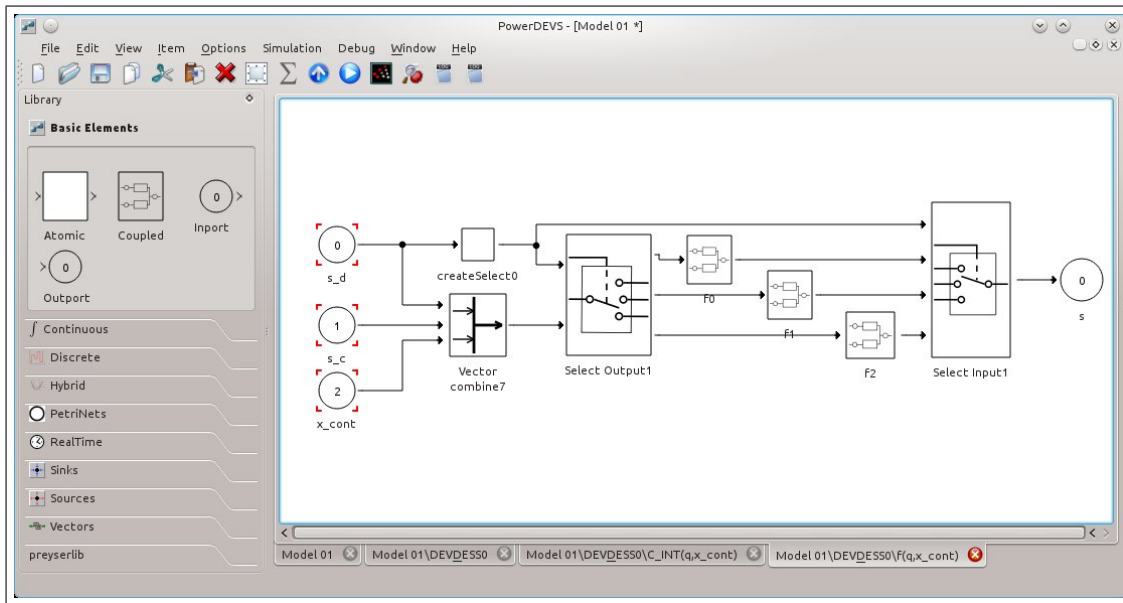 PowerDEVS - [Model 01 *]
File Edit View Item Options Simulation Debug Window Help
Library
Basic Elements
0
Atomic Coupled Inport
0
Outport
Continuous
Discrete
Hybrid
PetriNets
RealTime
Sinks
Sources
Vectors
preyserlib
0
s_d
createSelect0
1
s_c
2
x_cont
Vector
combine7
Select Output1
F0
f1
f2
Select Input1
0
s
Model 01 Model 01\DEVDESS0 Model 01\DEVDESS0\C_INT(q,x_cont) Model 01\DEVDESS0\f(q,x_cont)